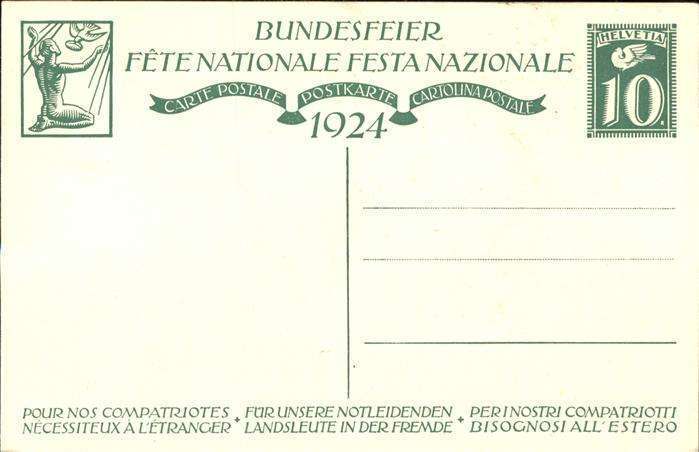 BUNDESFEIER
FÊTE NATIONALE FESTA NAZIONALE
CARTE POSTALE POSTKARTE CARTOLINA POSTALE
1924
HELVETIA
10
POUR NOS COMPATRIOTES
NÉCESSITEUX À L'ÉTRANGER
+ FÜR UNSERE NOTLEIDENDEN
LANDSLEUTE IN DER FREMDE
+ PER I NOSTRI COMPATRIOTTI
BISOGNOSI ALL'ESTERO